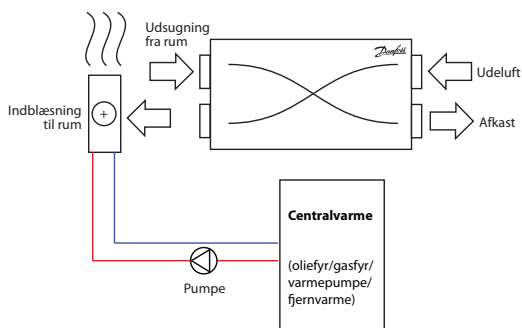 Udsugning
fra rum
Danfoss
Udeluft
Indblæsning
til rum
+
Afkast
Centralvarme
(oliefyr/gasfyr/
varmepumpe/
fjernvarme)
Pumpe